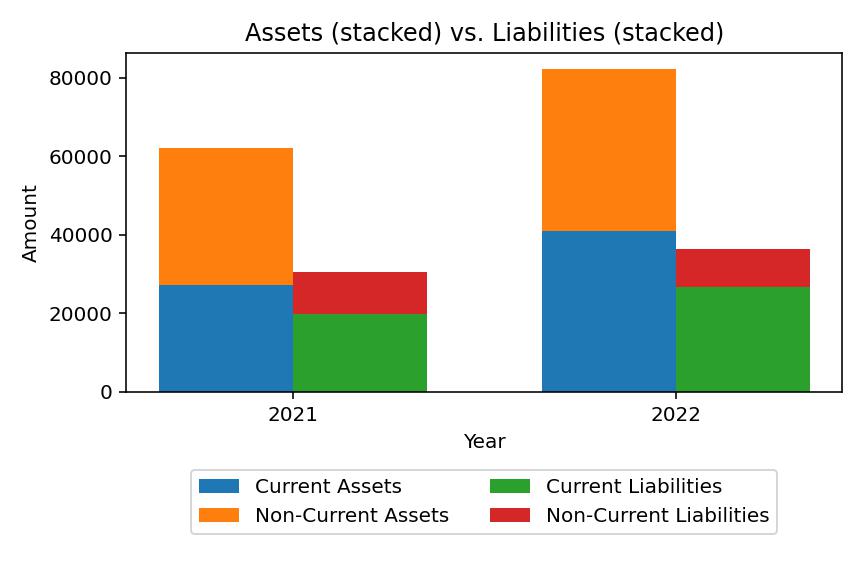 Assets (stacked) vs. Liabilities (stacked)
80000
60000
40000
20000
0
Amount
2021
2022
Year
Current Assets
Non-Current Assets
Current Liabilities
Non-Current Liabilities